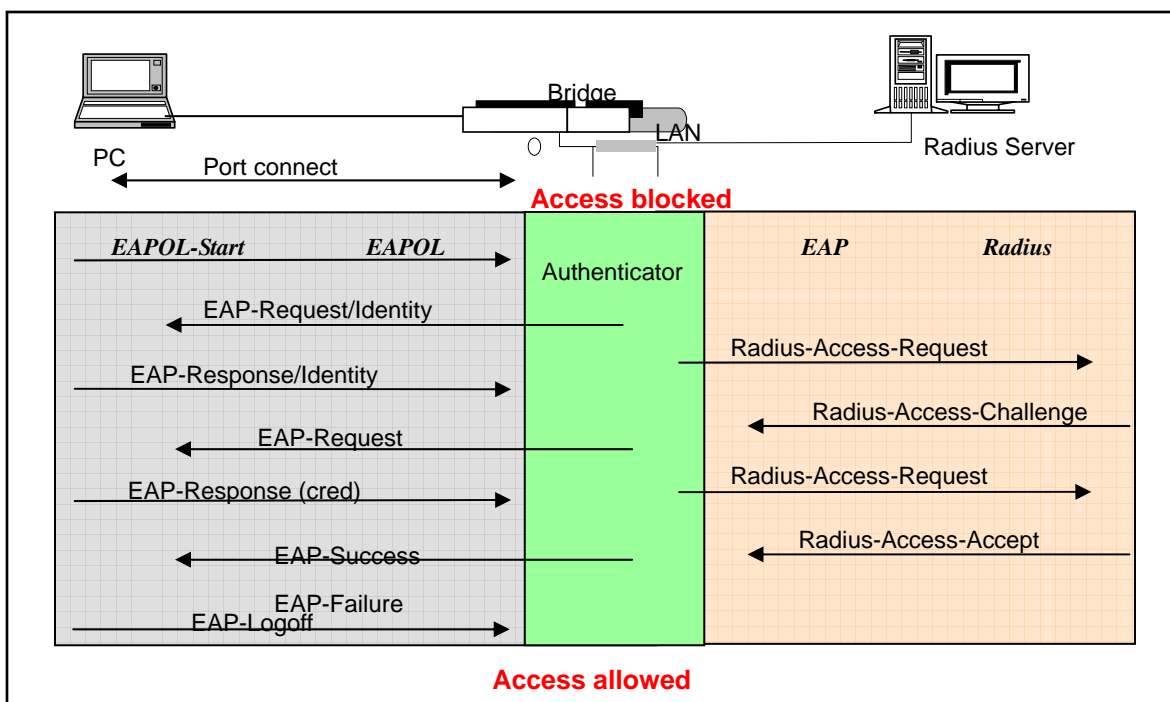 Bridge
LAN
PC
Radius Server
Port connect
Access blocked
EAPOL-Start EAPOL
EAP Radius
Authenticator
EAP-Request/Identity
Radius-Access-Request
EAP-Response/Identity
Radius-Access-Challenge
EAP-Request
Radius-Access-Request
EAP-Response (cred)
Radius-Access-Accept
EAP-Success
EAP-Failure
EAP-Logoff
Access allowed